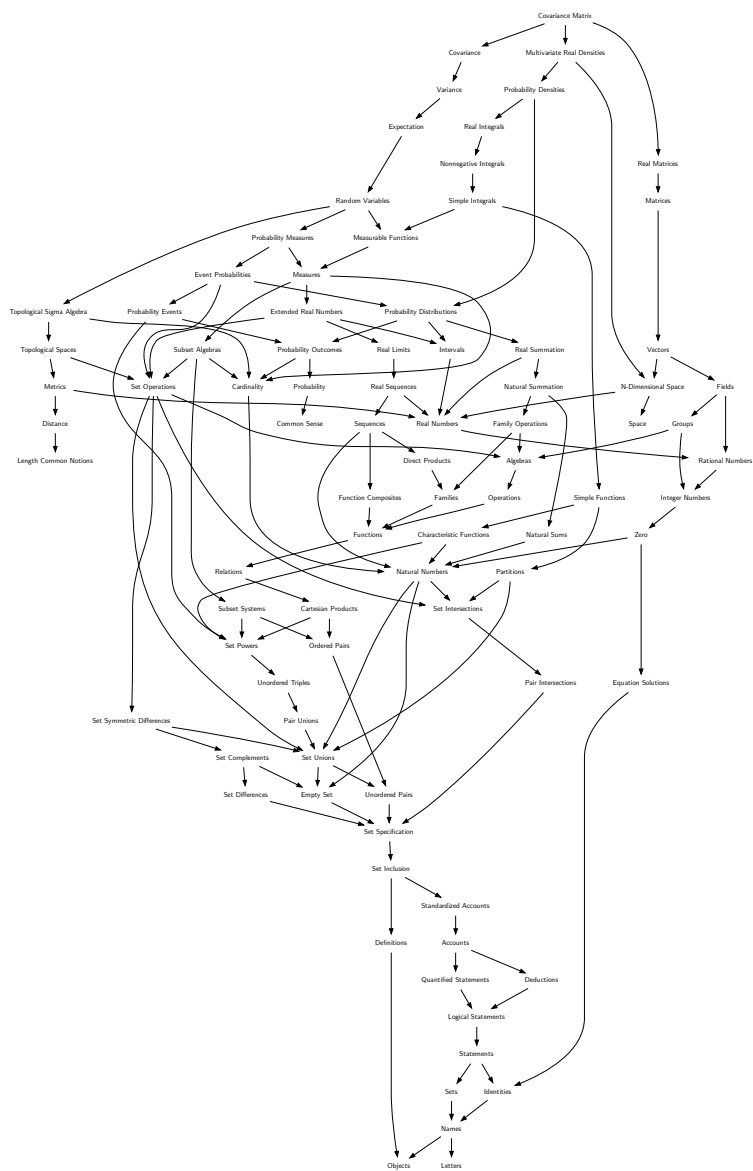 Covariance Matrix
Covariance
Multivariate Real Densities
Variance
Probability Densities
Expectation
Real Integrals
Nonnegative Integrals
Real Matrices
Random Variables
Simple Integrals
Matrices
Probability Measures
Measurable Functions
Event Probabilities
Measures
Topological Sigma Algebra
Probability Events
Extended Real Numbers
Probability Distributions
Topological Spaces
Subset Algebras
Probability Outcomes
Real Limits
Intervals
Real Summation
Vectors
Metrics
Set Operations
Cardinality
Probability
Real Sequences
Natural Summation
N-Dimensional Space
Fields
Distance
Common Sense
Sequences
Real Numbers
Family Operations
Space
Groups
Length Common Notions
Direct Products
Algebras
Rational Numbers
Function Composites
Families
Operations
Simple Functions
Integer Numbers
Functions
Characteristic Functions
Natural Sums
Zero
Relations
Natural Numbers
Partitions
Subset Systems
Cartesian Products
Set Intersections
Set Powers
Ordered Pairs
Unordered Triples
Pair Intersections
Equation Solutions
Set Symmetric Differences
Pair Unions
Set Complements
Set Unions
Set Differences
Empty Set
Unordered Pairs
Set Specification
Set Inclusion
Standardized Accounts
Definitions
Accounts
Quantified Statements
Deductions
Logical Statements
Statements
Sets
Identities
Names
Objects
Letters